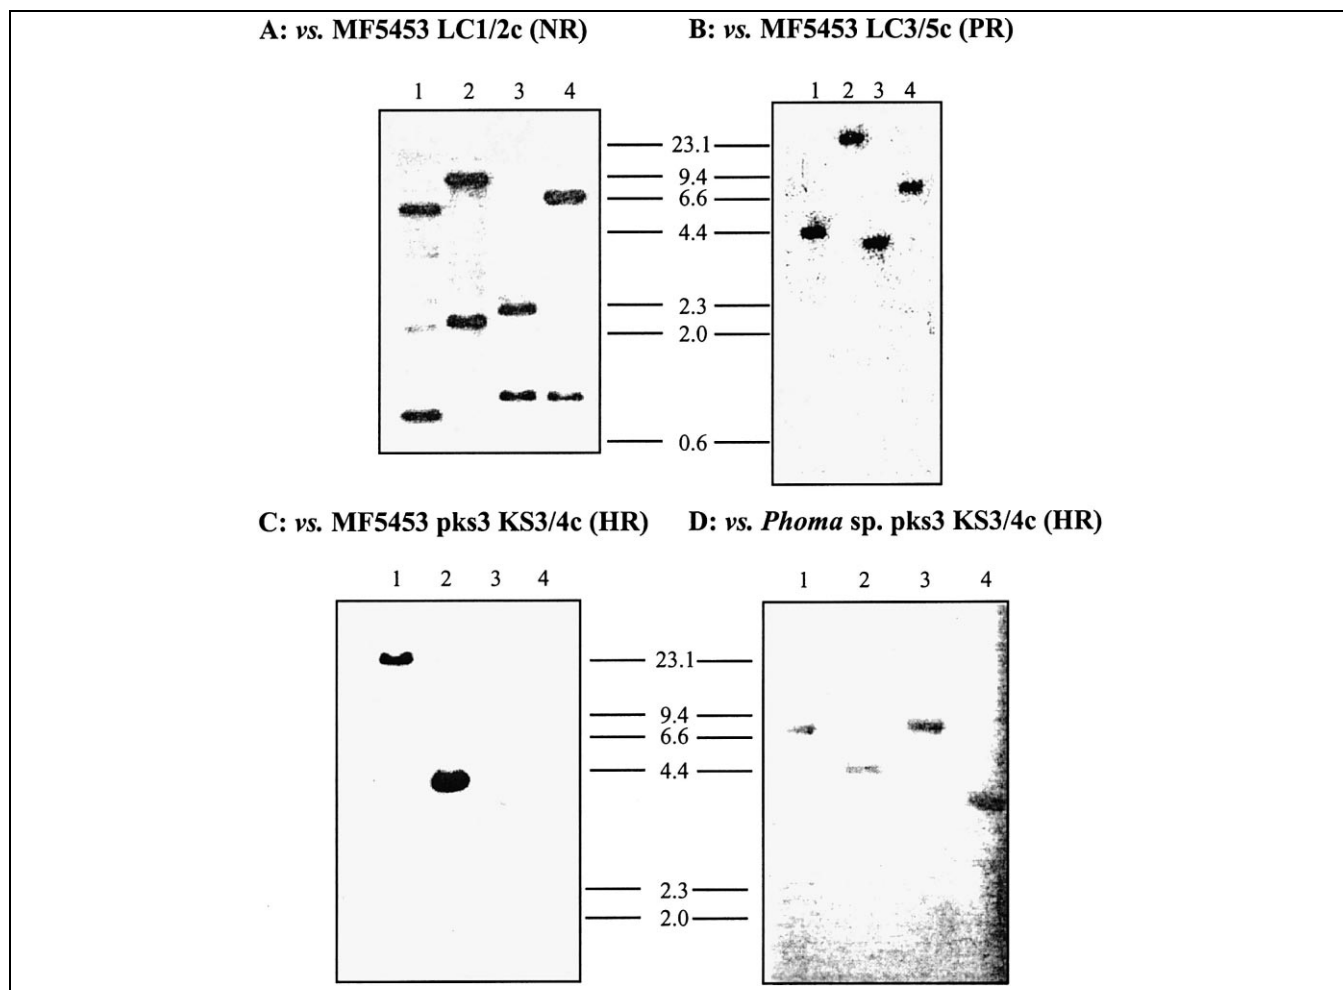 A: vs. MF5453 LC1/2c (NR)
B: vs. MF5453 LC3/5c (PR)
1 2 3 4
1 2 3 4
23.1
9.4
6.6
4.4
2.3
2.0
0.6
C: vs. MF5453 pks3 KS3/4c (HR)
D: vs. Phoma sp. pks3 KS3/4c (HR)
1 2 3 4
1 2 3 4
23.1
9.4
6.6
4.4
2.3
2.0